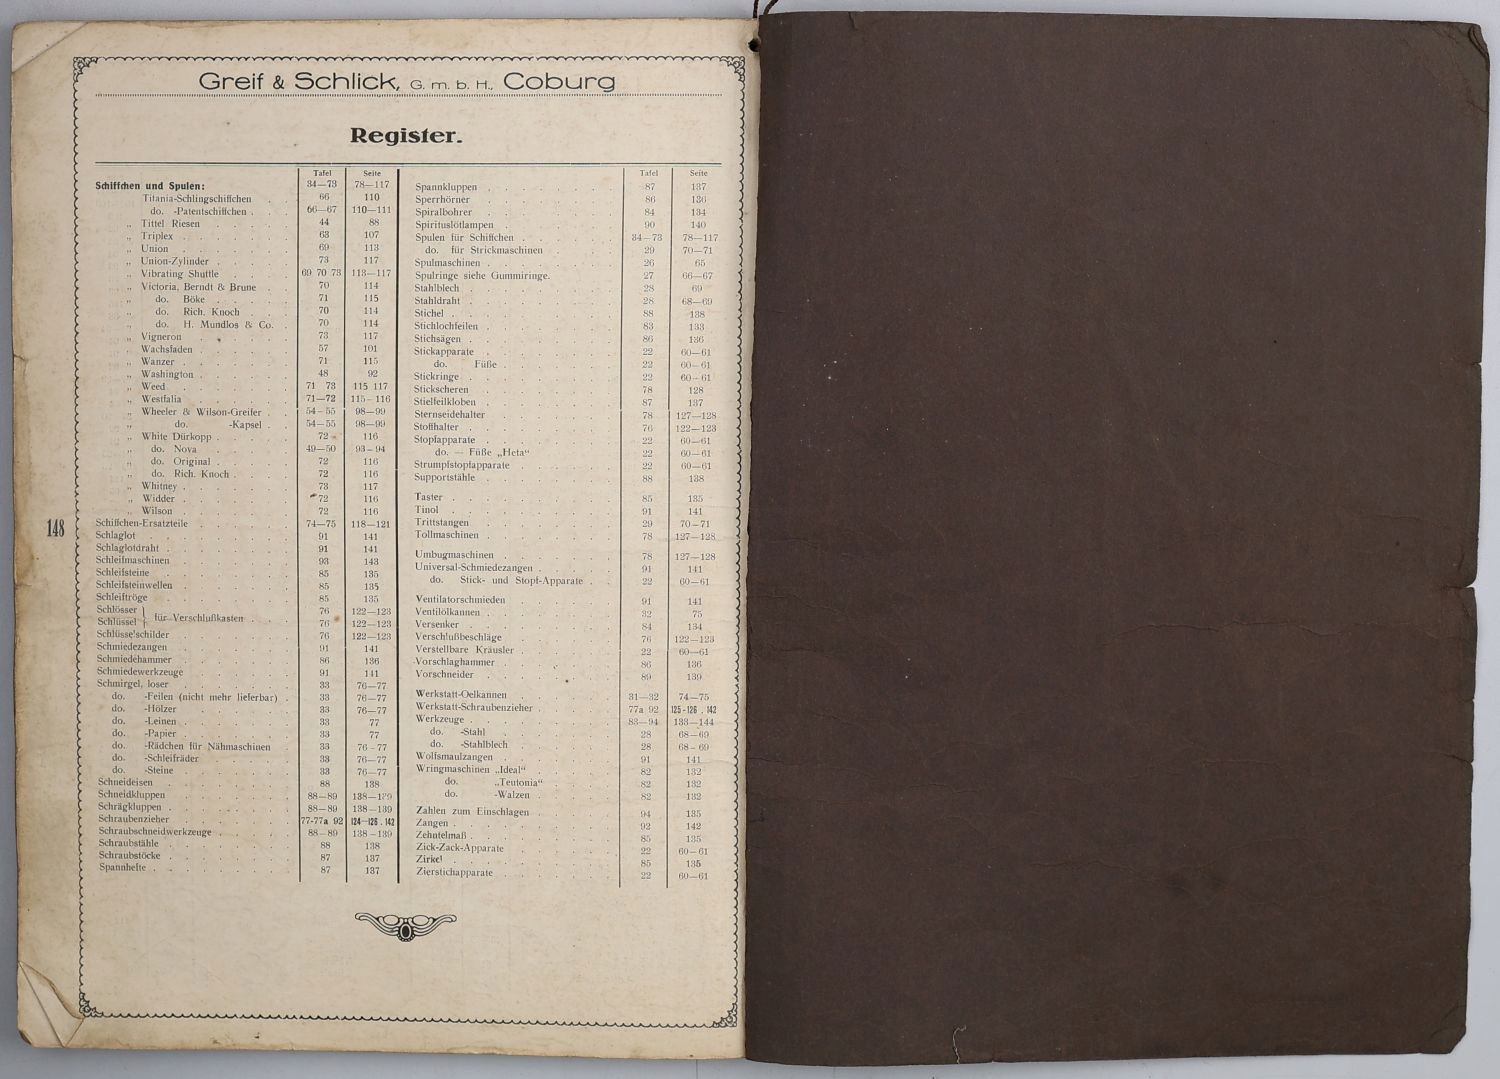 Greif & Schlick, G. m. b. H., Coburg
Register.
Tafel Seite
Schiffchen und Spulen: 34—73 78—117
Titania-Schlingschiffchen 66 110
do. -Patentschiffchen 66—67 110—111
„ Tittel Riesen 44 88
„ Triplex 63 107
„ Union 69 113
„ Union-Zylinder 73 117
„ Vibrating Shuttle 69 70 73 113—117
„ Victoria, Berndt & Brune 70 114
„ do. Böke 71 115
„ do. Rich. Knoch 70 114
„ do. H. Mundlos & Co. 70 114
„ Vigneron 73 117
„ Wachsfaden 57 101
„ Wanzer 71 115
„ Washington 48 92
„ Weed 71 73 115 117
„ Westfalia 71—72 115—116
„ Wheeler & Wilson-Greifer 54—55 98—99
„ do. -Kapsel 54—55 98—99
„ White Dürkopp 72 116
„ do. Nova 49—50 93—94
„ do. Original 72 116
„ do. Rich. Knoch 72 116
„ Whitney 73 117
„ Widder 72 116
„ Wilson 72 116
Schiffchen-Ersatzteile 74—75 118—121
Schlaglot 91 141
Schlaglotdraht 91 141
Schleifmaschinen 93 143
Schleifsteine 85 135
Schleifsteinwellen 85 135
Schleiftröge 85 135
Schlösser } für Verschlußkasten 76 122—123
Schlüssel } 76 122—123
Schlüsse'schilder 76 122—123
Schmiedezangen 91 141
Schmiedehämmer 86 136
Schmiedewerkzeuge 91 141
Schmirgel, loser 33 76—77
do. -Feilen (nicht mehr lieferbar) 33 76—77
do. -Hölzer 33 76—77
do. -Leinen 33 77
do. -Papier 33 77
do. -Rädchen für Nähmaschinen 33 76-77
do. -Schleifräder 33 76—77
do. -Steine 33 76—77
Schneideisen 88 138
Schneidkluppen 88—89 138—139
Schrägkluppen 88—89 138—139
Schraubenzieher 77-77a 92 124—126 . 142
Schraubschneidwerkzeuge 88—89 138—139
Schraubstähle 88 138
Schraubstöcke 87 137
Spannhefte 87 137
Tafel Seite
Spannkluppen 87 137
Sperrhörner 86 136
Spiralbohrer 84 134
Spirituslötlampen 90 140
Spulen für Schiffchen 34—73 78—117
do. für Strickmaschinen 29 70—71
Spulmaschinen 26 65
Spulringe siehe Gummiringe. 27 66—67
Stahlblech 28 69
Stahldraht 28 68—69
Stichel 88 138
Stichlochfeilen 83 133
Stichsägen 86 136
Stickapparate 22 60—61
do. Füße 22 60—61
Stickringe 22 60—61
Stickscheren 78 128
Stielfeilkloben 87 137
Sternseidehalter 78 127—128
Stoffhalter 76 122—123
Stopfapparate 22 60—61
do. — Füße „Heta“ 22 60—61
Strumpfstopfapparate 22 60—61
Supportstähle 88 138
Taster 85 135
Tinol 91 141
Trittstangen 29 70—71
Tollmaschinen 78 127—128
Umbugmaschinen 78 127—128
Universal-Schmiedezangen 91 141
do. Stick- und Stopf-Apparate 22 60—61
Ventilatorschmieden 91 141
Ventilölkannen 32 75
Versenker 84 134
Verschlußbeschläge 76 122—123
Verstellbare Kräusler 22 60—61
Vorschlaghammer 86 136
Vorschneider 89 139
Werkstatt-Oelkannen 31—32 74—75
Werkstatt-Schraubenzieher 77a 92 125-126 . 142
Werkzeuge 83—94 133—144
do. -Stahl 28 68—69
do. -Stahlblech 28 68-69
Wolfsmaulzangen 91 141
Wringmaschinen „Ideal“ 82 132
do. „Teutonia“ 82 132
do. -Walzen 82 132
Zahlen zum Einschlagen 94 135
Zangen 92 142
Zehntelmaß 85 135
Zick-Zack-Apparate 22 60—61
Zirkel 85 135
Zierstichapparate 22 60—61
148